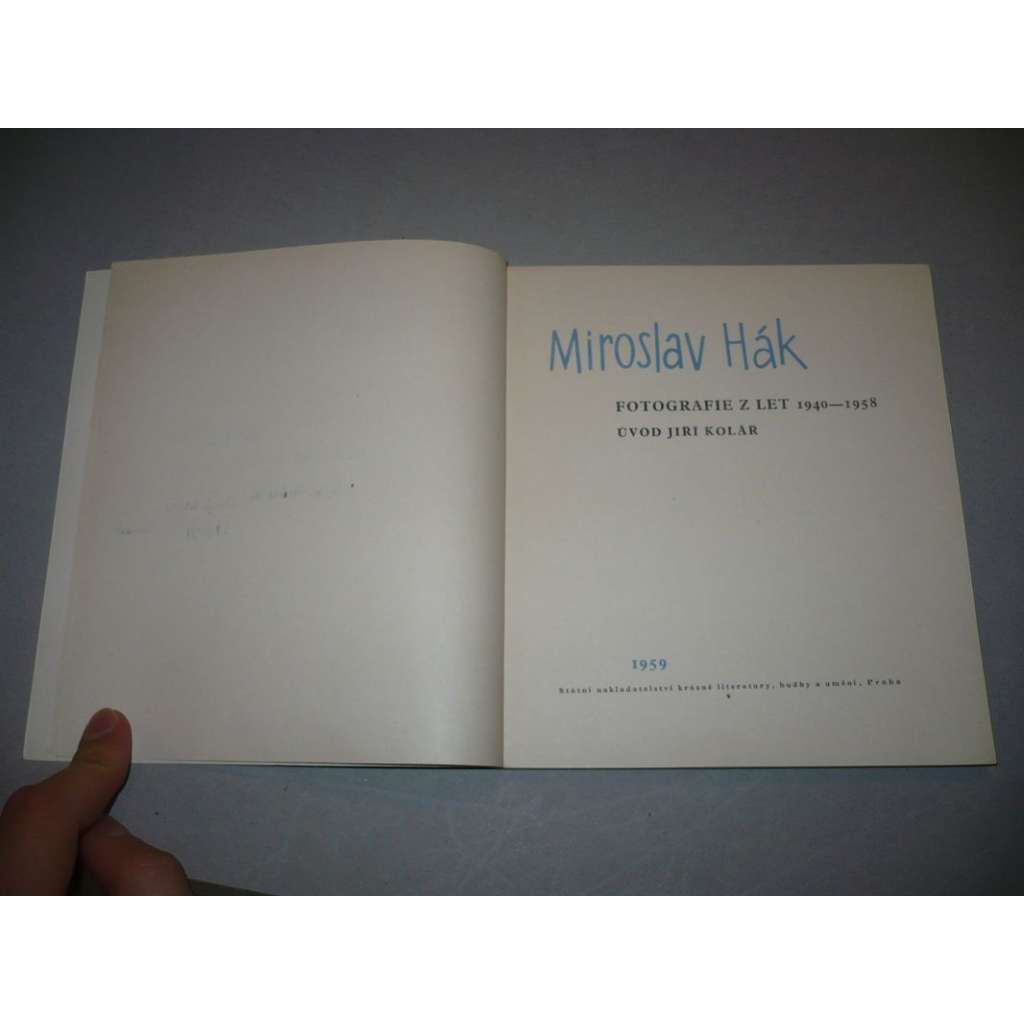 Miroslav Hák
FOTOGRAFIE Z LET 1940—1958
ÚVOD JIŘÍ KOLÁŘ
1959
Státní nakladatelství krásné literatury, hudby a umění, Praha